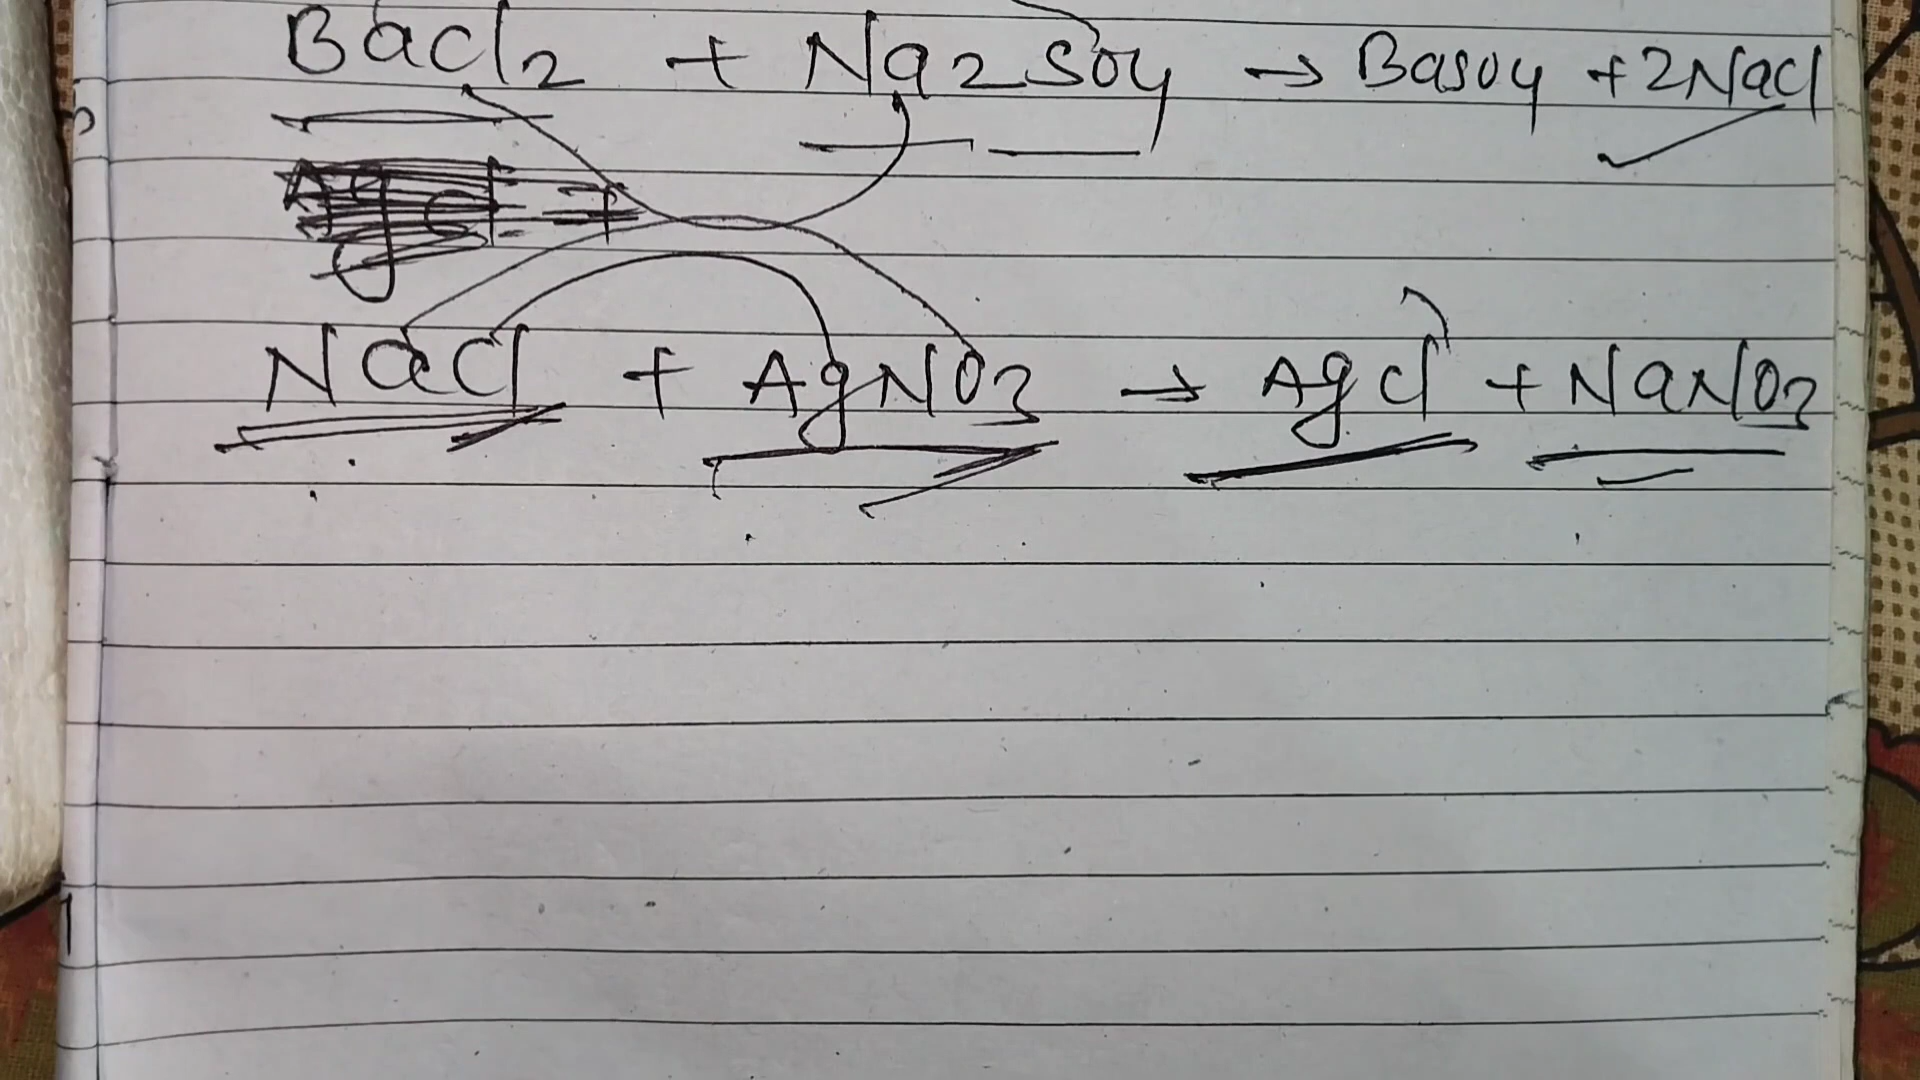 BaCl2 + Na2SO4 → BaSO4 + 2NaCl
NaCl + AgNO3 → AgCl + NaNO3